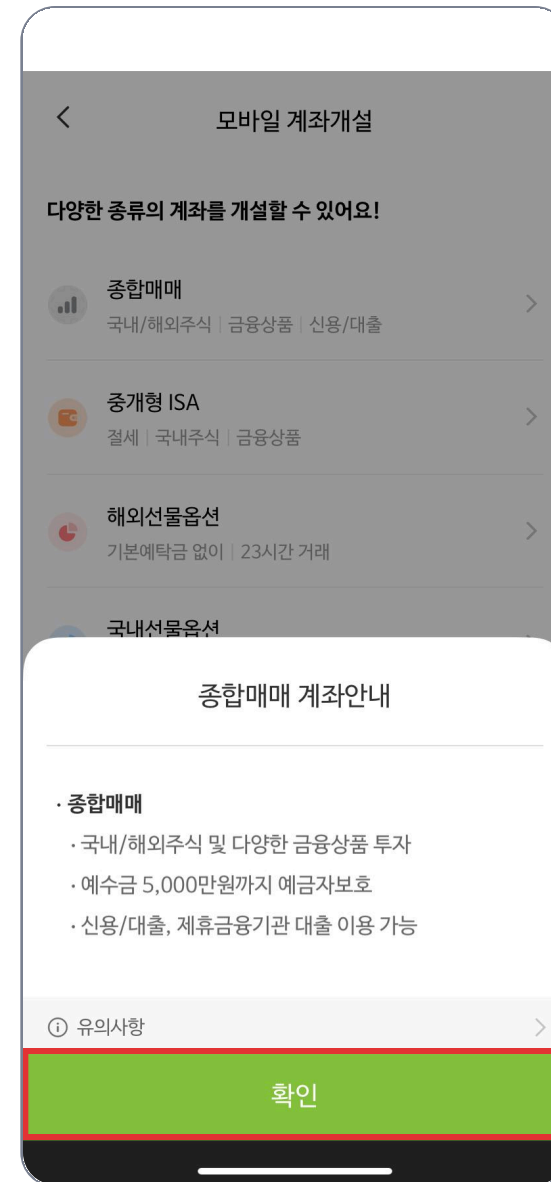 모바일 계좌개설
다양한 종류의 계좌를 개설할 수 있어요!
종합매매
국내/해외주식 | 금융상품 | 신용/대출
중개형 ISA
절세 | 국내주식 | 금융상품
해외선물옵션
기본예탁금 없이 | 23시간 거래
국내선물옵션
종합매매 계좌안내
· 종합매매
· 국내/해외주식 및 다양한 금융상품 투자
· 예수금 5,000만원까지 예금자보호
· 신용/대출, 제휴금융기관 대출 이용 가능
유의사항
확인